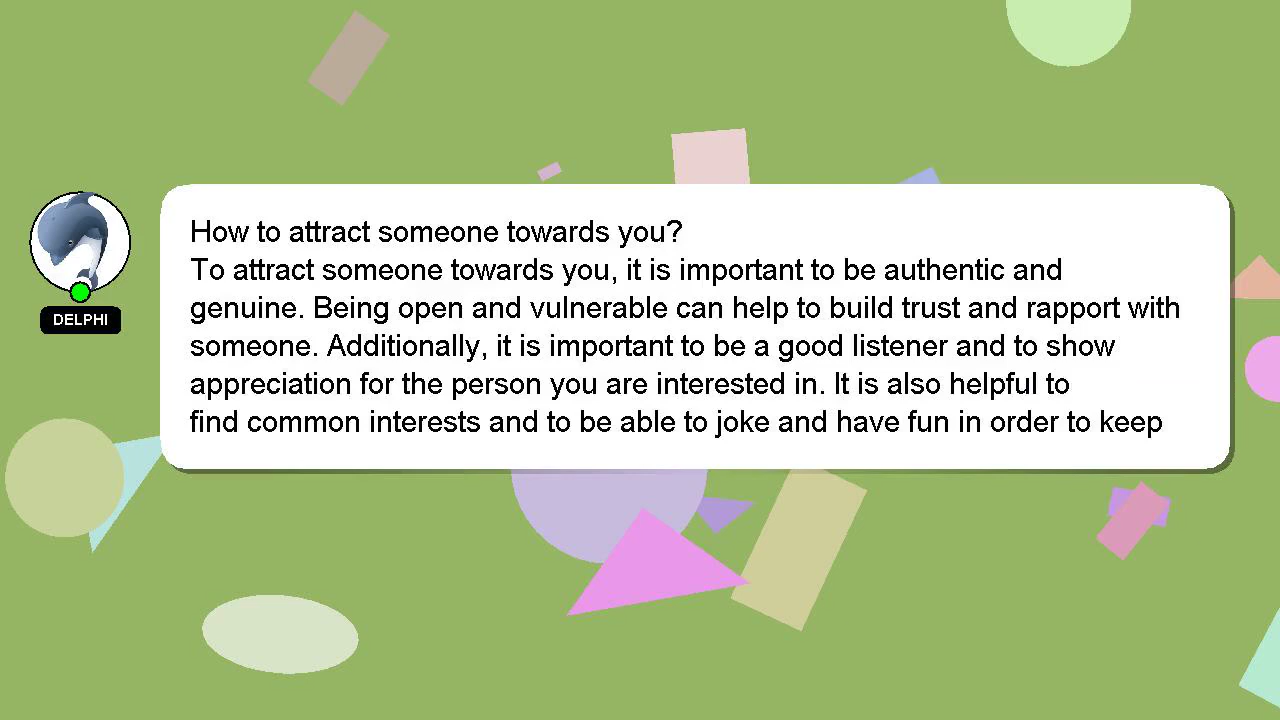 How to attract someone towards you?
To attract someone towards you, it is important to be authentic and
genuine. Being open and vulnerable can help to build trust and rapport with
someone. Additionally, it is important to be a good listener and to show
appreciation for the person you are interested in. It is also helpful to
find common interests and to be able to joke and have fun in order to keep
DELPHI